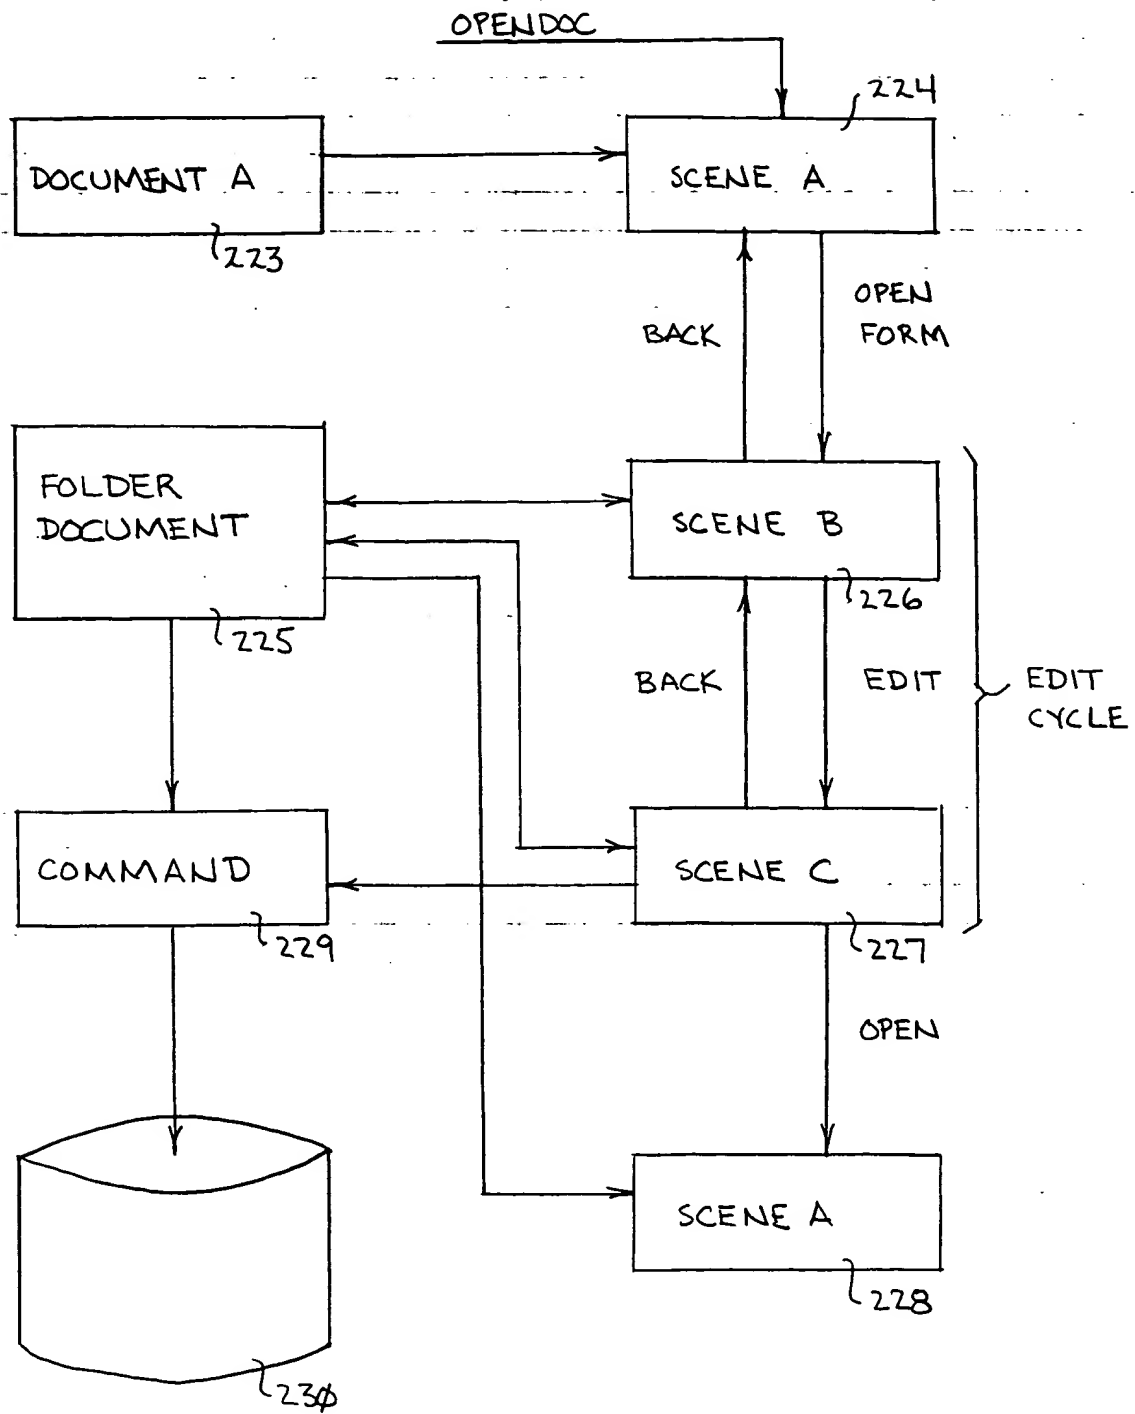 OPENDOC
224
DOCUMENT A
SCENE A
223
OPEN
FORM
BACK
FOLDER
DOCUMENT
SCENE B
226
225
BACK
EDIT
EDIT
CYCLE
COMMAND
SCENE C
229
227
OPEN
SCENE A
228
230